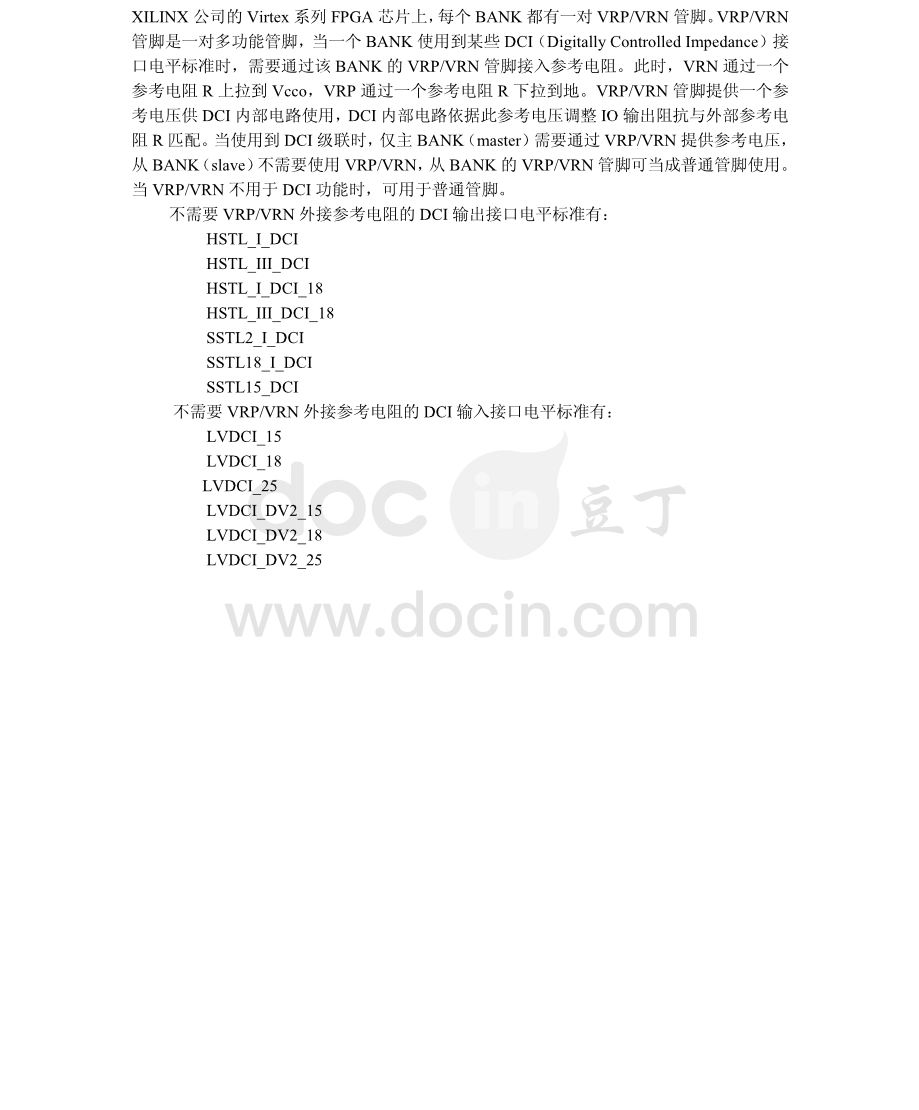 XILINX 公司的 Virtex 系列 FPGA 芯片上，每个 BANK 都有一对 VRP/VRN 管脚。VRP/VRN
管脚是一对多功能管脚，当一个 BANK 使用到某些 DCI（Digitally Controlled Impedance）接
口电平标准时，需要通过该 BANK 的 VRP/VRN 管脚接入参考电阻。此时，VRN 通过一个
参考电阻 R 上拉到 Vcco，VRP 通过一个参考电阻 R 下拉到地。VRP/VRN 管脚提供一个参
考电压供 DCI 内部电路使用，DCI 内部电路依据此参考电压调整 IO 输出阻抗与外部参考电
阻 R 匹配。当使用到 DCI 级联时，仅主 BANK（master）需要通过 VRP/VRN 提供参考电压，
从 BANK（slave）不需要使用 VRP/VRN，从 BANK 的 VRP/VRN 管脚可当成普通管脚使用。
当 VRP/VRN 不用于 DCI 功能时，可用于普通管脚。
不需要 VRP/VRN 外接参考电阻的 DCI 输出接口电平标准有：
HSTL_I_DCI
HSTL_III_DCI
HSTL_I_DCI_18
HSTL_III_DCI_18
SSTL2_I_DCI
SSTL18_I_DCI
SSTL15_DCI
不需要 VRP/VRN 外接参考电阻的 DCI 输入接口电平标准有：
LVDCI_15
LVDCI_18
LVDCI_25
LVDCI_DV2_15
LVDCI_DV2_18
LVDCI_DV2_25
doc in 豆丁
www.docin.com